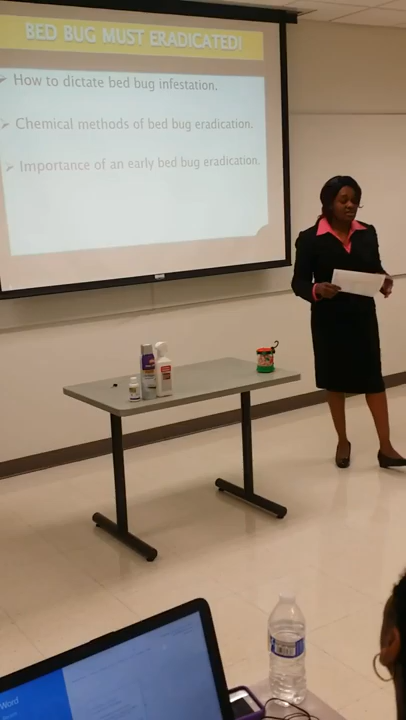 BED BUG MUST ERADICATED!
➢ How to dictate bed bug infestation.
➢ Chemical methods of bed bug eradication.
➢ Importance of an early bed bug eradication.
Word